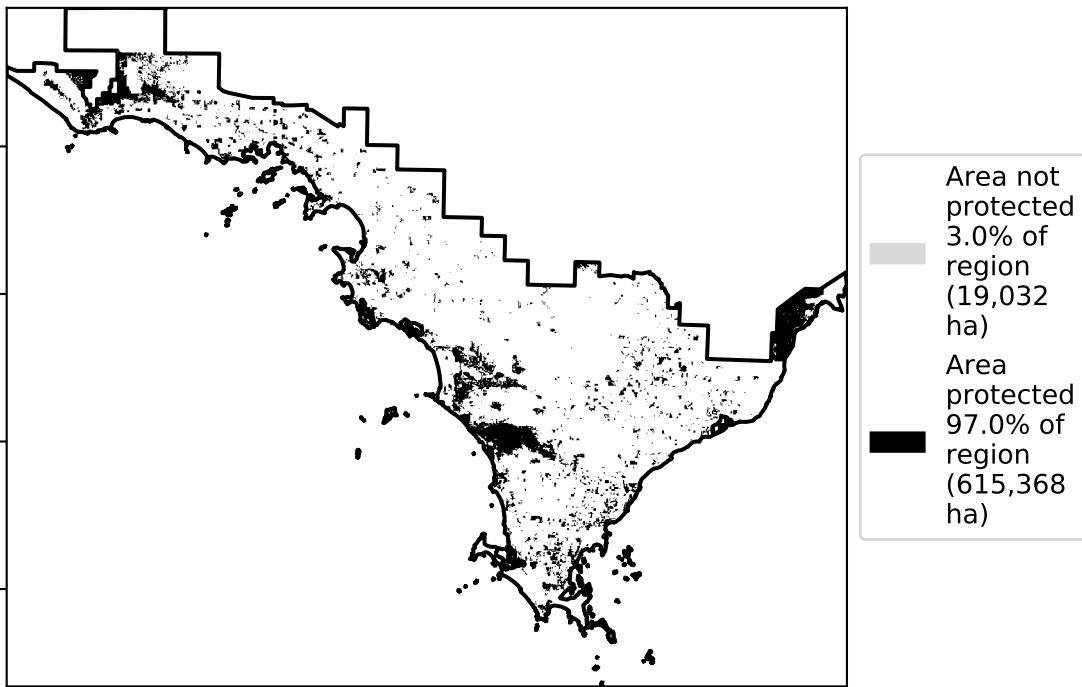 Area not
protected
3.0% of
region
(19,032
ha)
Area
protected
97.0% of
region
(615,368
ha)